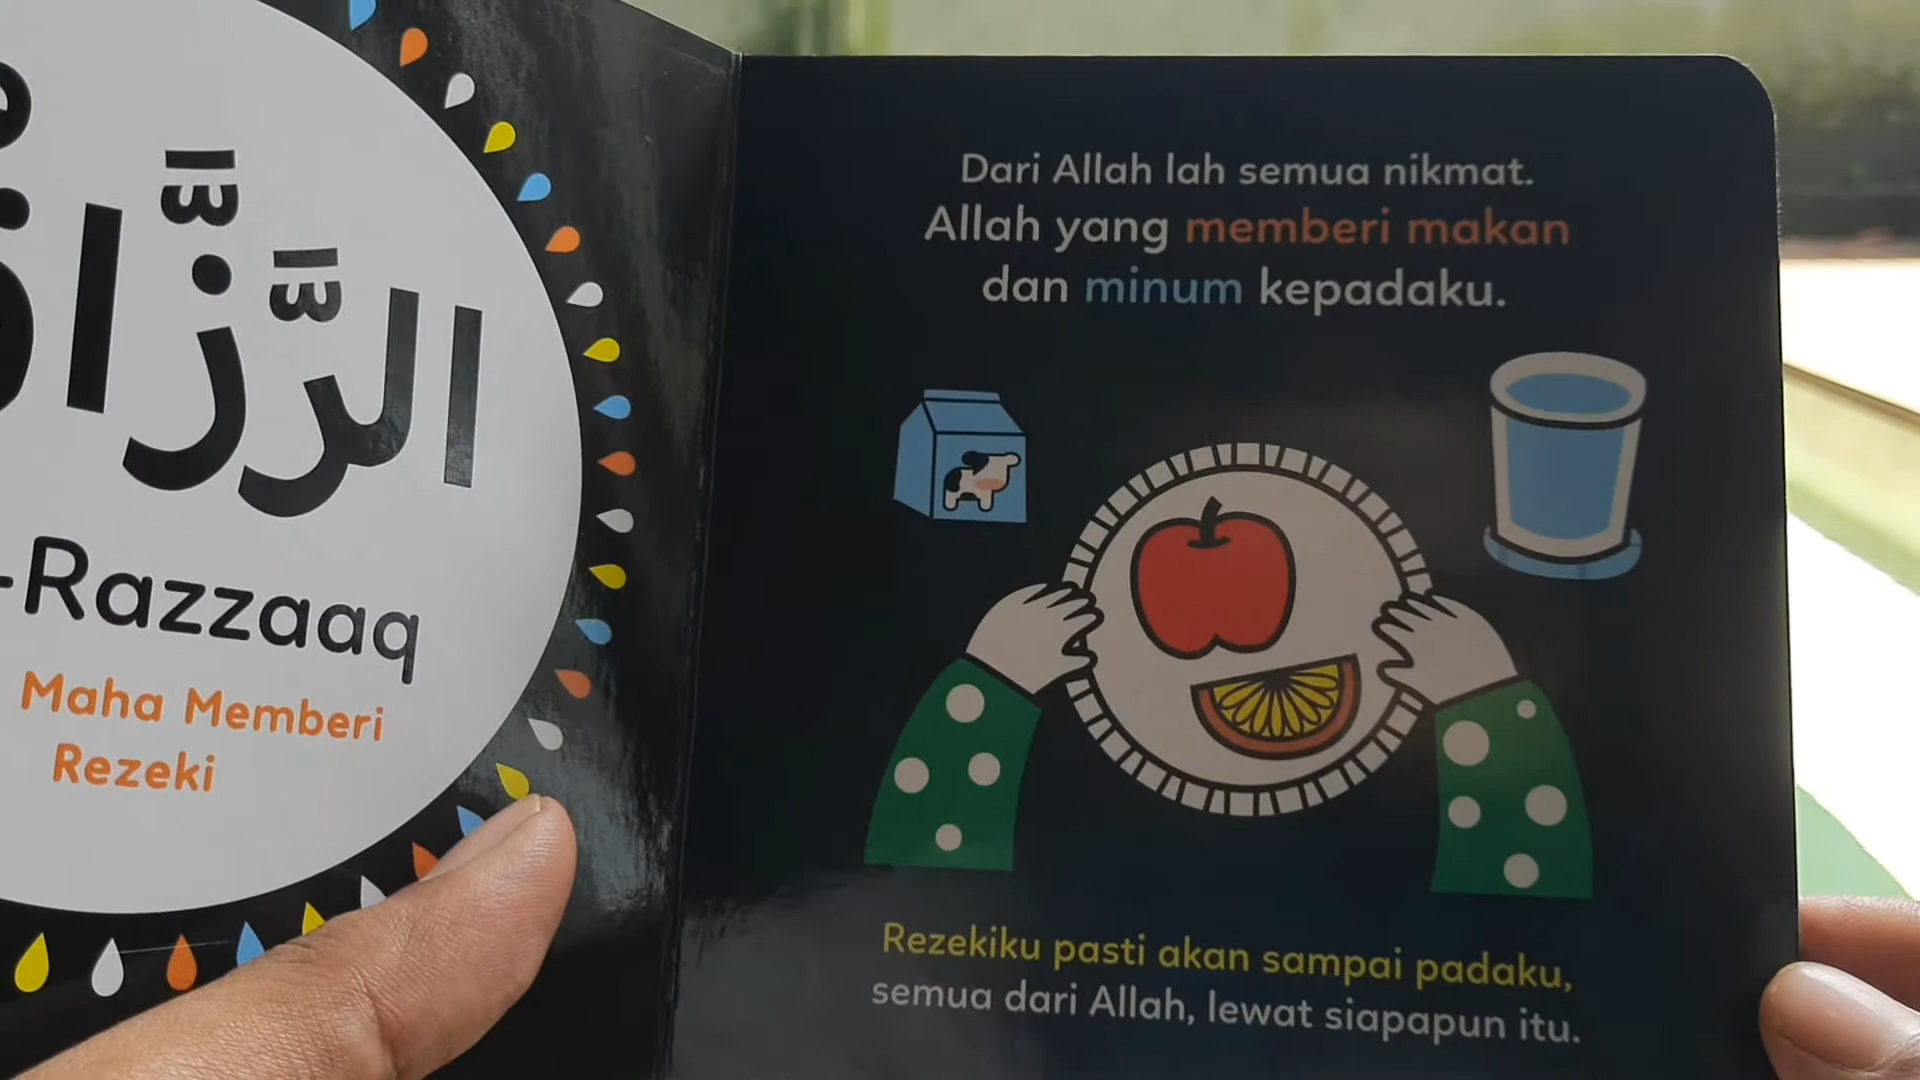 الرَّزَّا
-Razzaaq
Maha Memberi
Rezeki
Dari Allah lah semua nikmat.
Allah yang memberi makan
dan minum kepadaku.
Rezekiku pasti akan sampai padaku,
semua dari Allah, lewat siapapun itu.